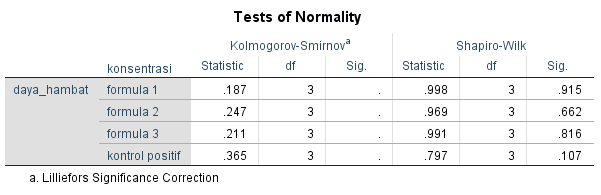 Tests of Normality
Kolmogorov-Smirnovᵃ Shapiro-Wilk
konsentrasi Statistic df Sig. Statistic df Sig.
daya_hambat formula 1 .187 3 . .998 3 .915
formula 2 .247 3 . .969 3 .662
formula 3 .211 3 . .991 3 .816
kontrol positif .365 3 . .797 3 .107
a. Lilliefors Significance Correction